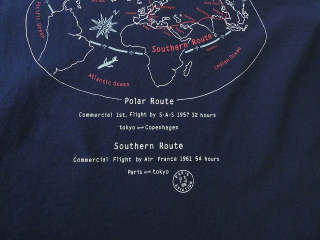 Southern Route
Indian Ocean
Atlantic Ocean
Polar Route
Commercial 1st. Flight by S·A·S 1957 32 hours
tokyo ⟷ Copenhagen
Southern Route
Commercial Flight by Air France 1961 54 hours
Paris ⟷ tokyo